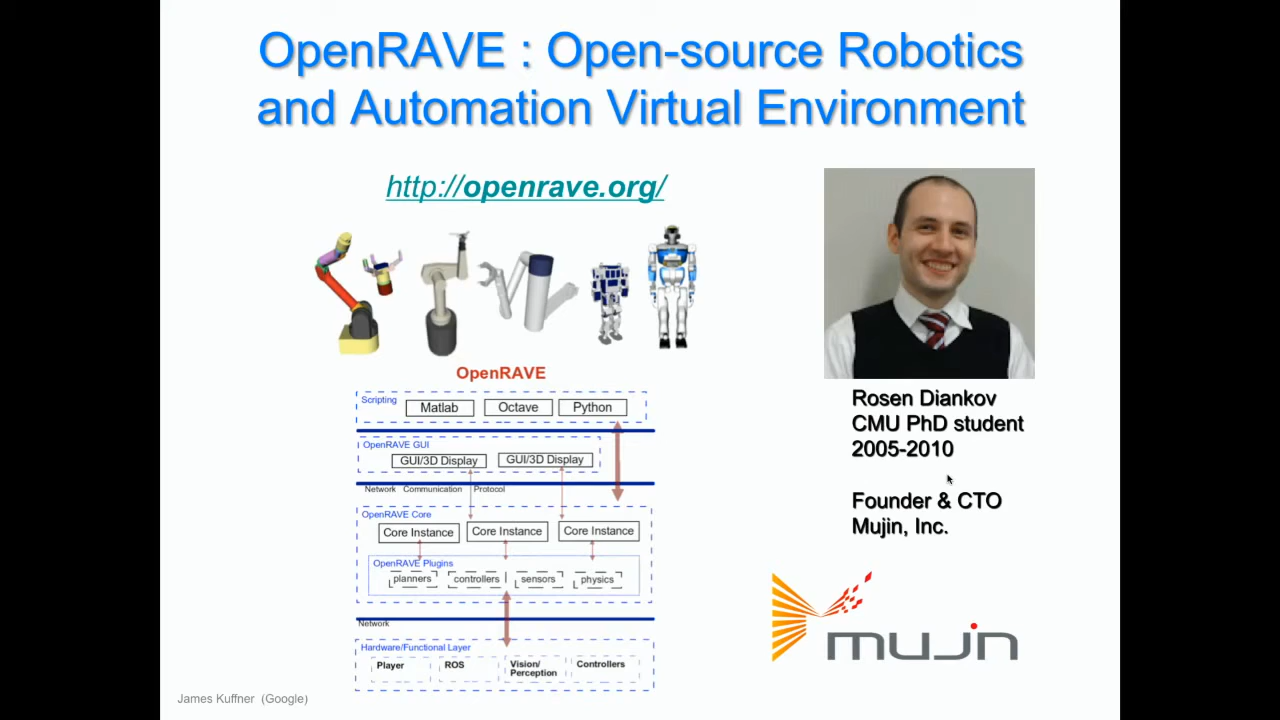 OpenRAVE : Open-source Robotics
and Automation Virtual Environment
http://openrave.org/
OpenRAVE
Scripting
Matlab
Octave
Python
OpenRAVE GUI
GUI/3D Display
GUI/3D Display
Network Communication Protocol
OpenRAVE Core
Core Instance
Core Instance
Core Instance
OpenRAVE Plugins
planners
controllers
sensors
physics
Network
Hardware/Functional Layer
Player
ROS
Vision/
Perception
Controllers
Rosen Diankov
CMU PhD student
2005-2010
Founder & CTO
Mujin, Inc.
mujin
James Kuffner (Google)